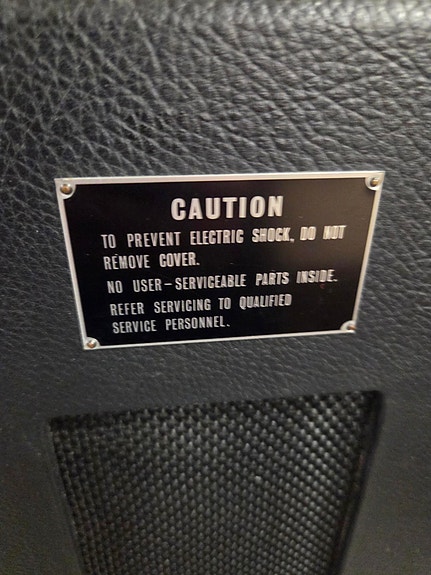 CAUTION
TO PREVENT ELECTRIC SHOCK, DO NOT
REMOVE COVER.
NO USER-SERVICEABLE PARTS INSIDE.
REFER SERVICING TO QUALIFIED
SERVICE PERSONNEL.